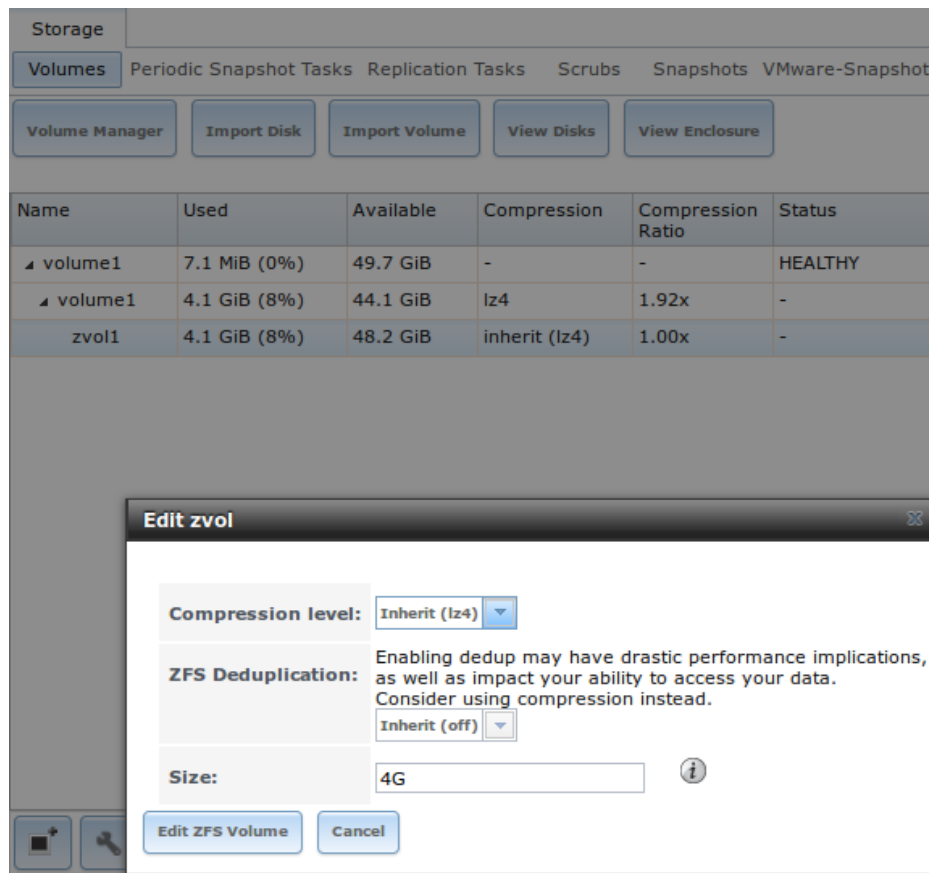 Storage
Volumes Periodic Snapshot Tasks Replication Tasks Scrubs Snapshots VMware-Snapshot
Volume Manager Import Disk Import Volume View Disks View Enclosure
Name Used Available Compression Compression Ratio Status
volume1 7.1 MiB (0%) 49.7 GiB - - HEALTHY
volume1 4.1 GiB (8%) 44.1 GiB lz4 1.92x -
zvol1 4.1 GiB (8%) 48.2 GiB inherit (lz4) 1.00x -
Edit zvol
Compression level: Inherit (lz4)
ZFS Deduplication: Enabling dedup may have drastic performance implications,
as well as impact your ability to access your data.
Consider using compression instead.
Inherit (off)
Size: 4G
Edit ZFS Volume Cancel